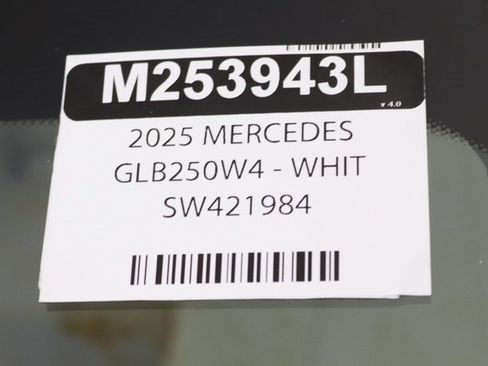 M253943L
v 4.0
2025 MERCEDES
GLB250W4 - WHIT
SW421984